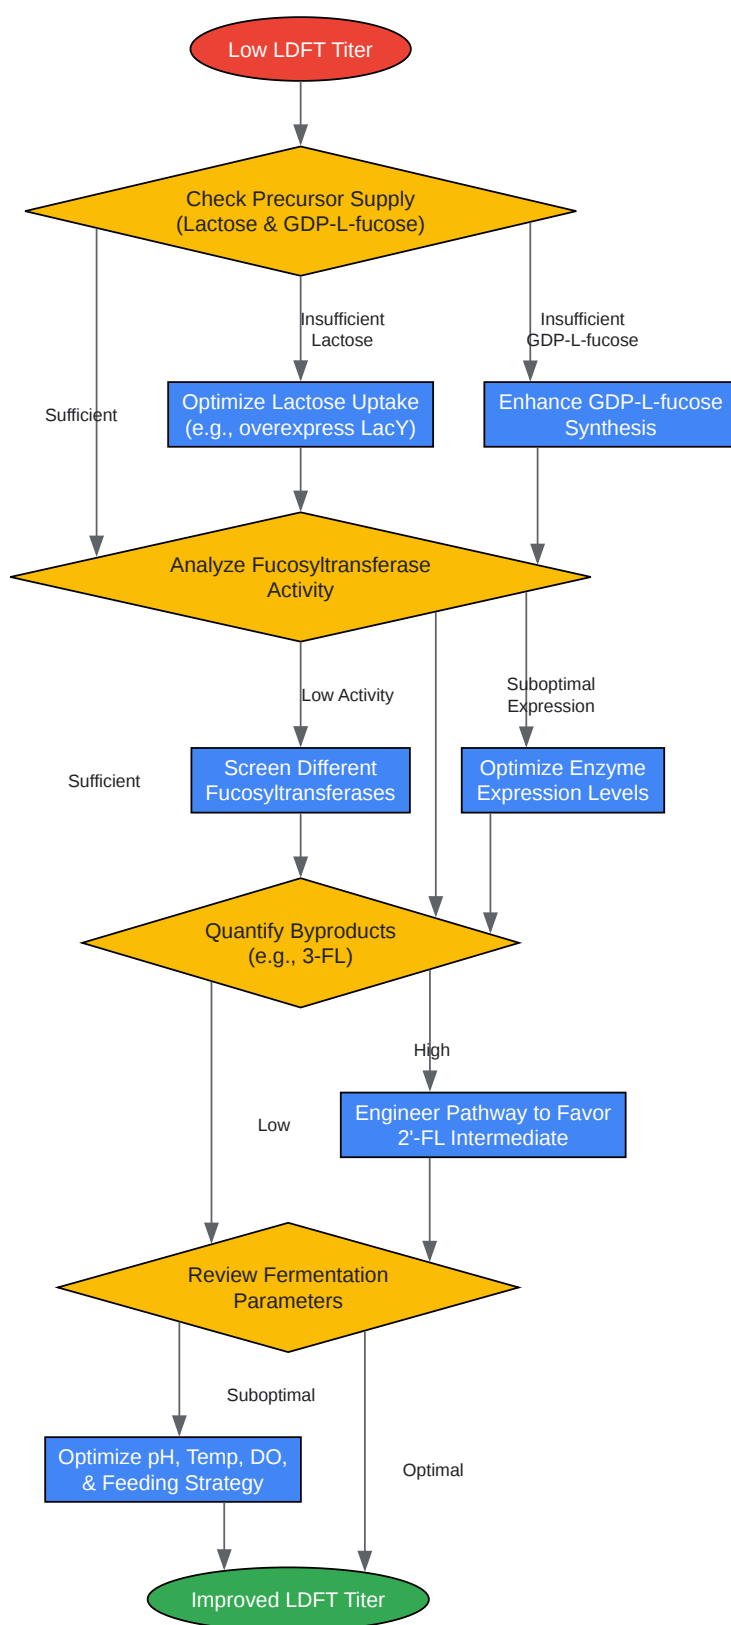 Low LDFT Titer
Check Precursor Supply
(Lactose & GDP-L-fucose)
Insufficient
Lactose
Insufficient
GDP-L-fucose
Sufficient
Optimize Lactose Uptake
(e.g., overexpress LacY)
Enhance GDP-L-fucose
Synthesis
Analyze Fucosyltransferase
Activity
Low Activity
Suboptimal
Expression
Sufficient
Screen Different
Fucosyltransferases
Optimize Enzyme
Expression Levels
Quantify Byproducts
(e.g., 3-FL)
High
Low
Engineer Pathway to Favor
2'-FL Intermediate
Review Fermentation
Parameters
Suboptimal
Optimal
Optimize pH, Temp, DO,
& Feeding Strategy
Improved LDFT Titer